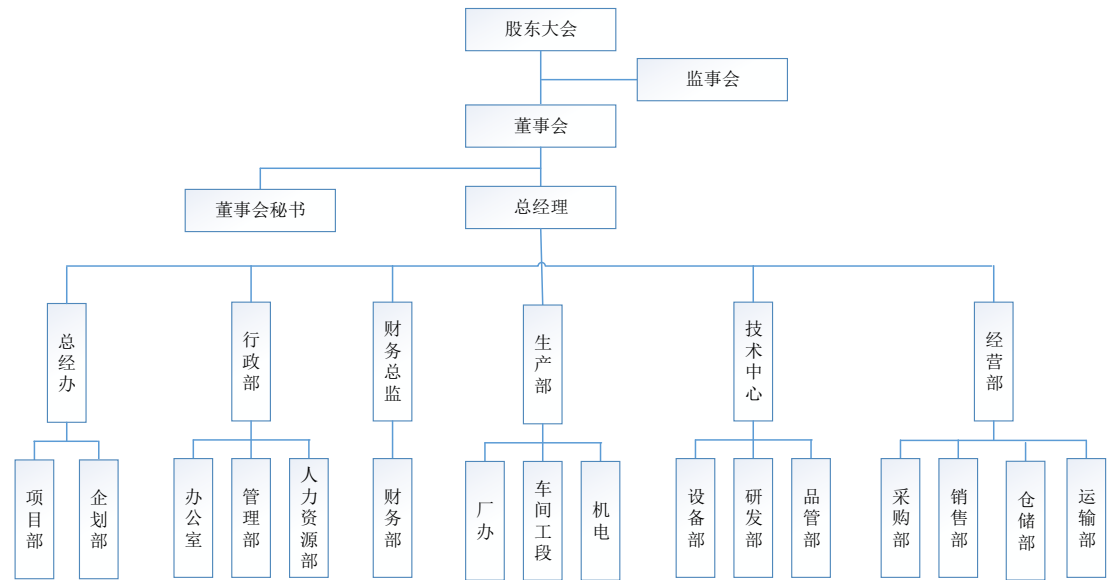 股东大会
监事会
董事会
董事会秘书
总经理
总经办
行政部
财务总监
生产部
技术中心
经营部
项目部
企划部
办公室
管理部
人力资源部
财务部
厂办
车间工段
机电
设备部
研发部
品管部
采购部
销售部
仓储部
运输部